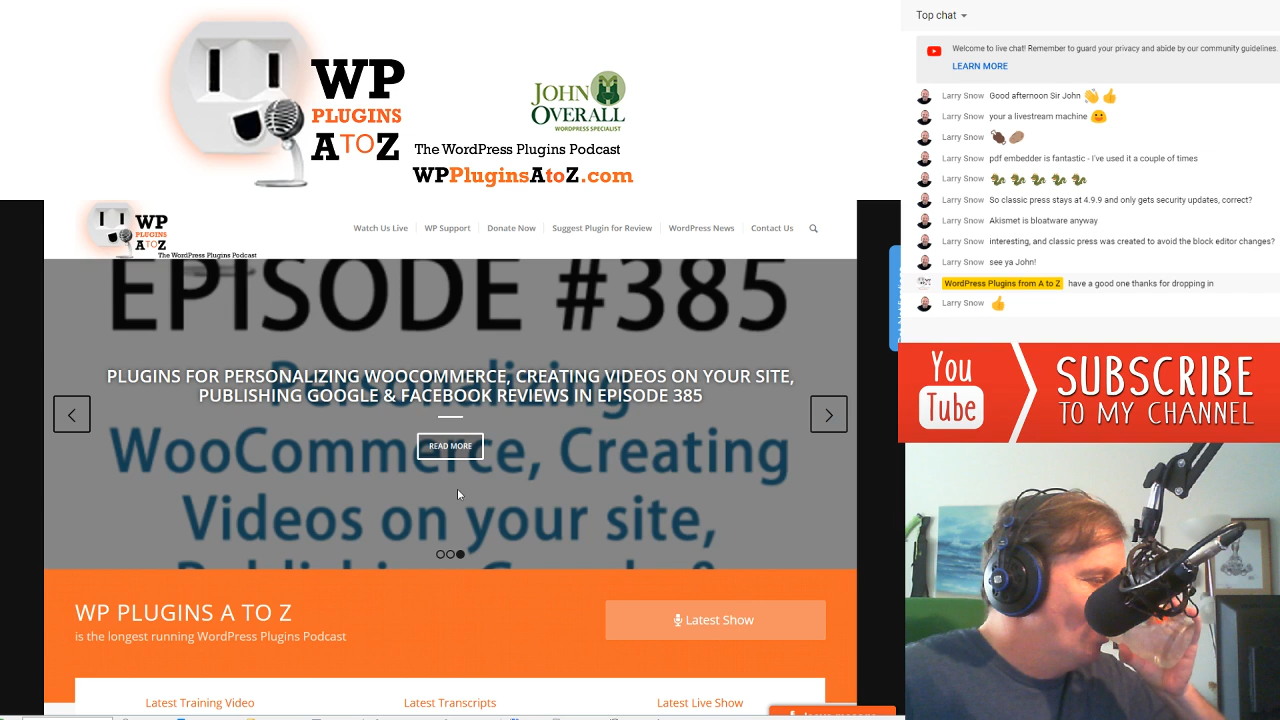 WP
PLUGINS
A TO Z
JOHN
OVERALL
WORDPRESS SPECIALIST
The WordPress Plugins Podcast
WPPluginsAtoZ.com
WP
PLUGINS
A TO Z
The WordPress Plugins Podcast
Watch Us Live
WP Support
Donate Now
Suggest Plugin for Review
WordPress News
Contact Us
EPISODE #385
Personalizing
WooCommerce, Creating
Videos on your site,
PLUGINS FOR PERSONALIZING WOOCOMMERCE, CREATING VIDEOS ON YOUR SITE,
PUBLISHING GOOGLE & FACEBOOK REVIEWS IN EPISODE 385
READ MORE
WP PLUGINS A TO Z
is the longest running WordPress Plugins Podcast
Latest Show
Latest Training Video
Latest Transcripts
Latest Live Show
Top chat
Welcome to live chat! Remember to guard your privacy and abide by our community guidelines.
LEARN MORE
Larry Snow Good afternoon Sir John 👋👍
Larry Snow your a livestream machine
Larry Snow
Larry Snow pdf embedder is fantastic - I've used it a couple of times
Larry Snow 🐉🐉🐉🐉🐉
Larry Snow So classic press stays at 4.9.9 and only gets security updates, correct?
Larry Snow Akismet is bloatware anyway
Larry Snow interesting, and classic press was created to avoid the block editor changes?
Larry Snow see ya John!
WordPress Plugins from A to Z have a good one thanks for dropping in
Larry Snow 👍
You
Tube
SUBSCRIBE
TO MY CHANNEL